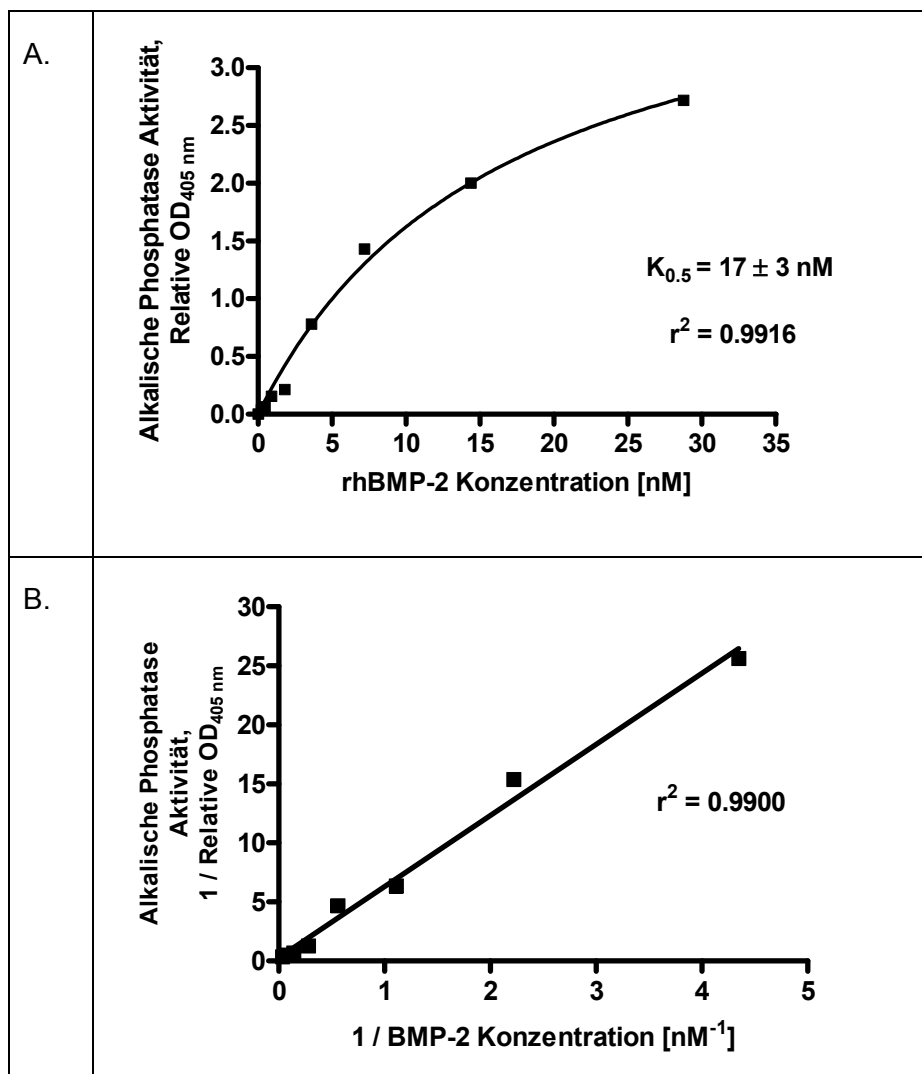 A.
Alkalische Phosphatase Aktivität,
Relative OD405 nm
3.0
2.5
2.0
1.5
1.0
0.5
0.0
K0.5 = 17 ± 3 nM
r2 = 0.9916
0 5 10 15 20 25 30 35
rhBMP-2 Konzentration [nM]
B.
Alkalische Phosphatase
Aktivität,
1 / Relative OD405 nm
30
25
20
15
10
5
0
r2 = 0.9900
0 1 2 3 4 5
1 / BMP-2 Konzentration [nM-1]